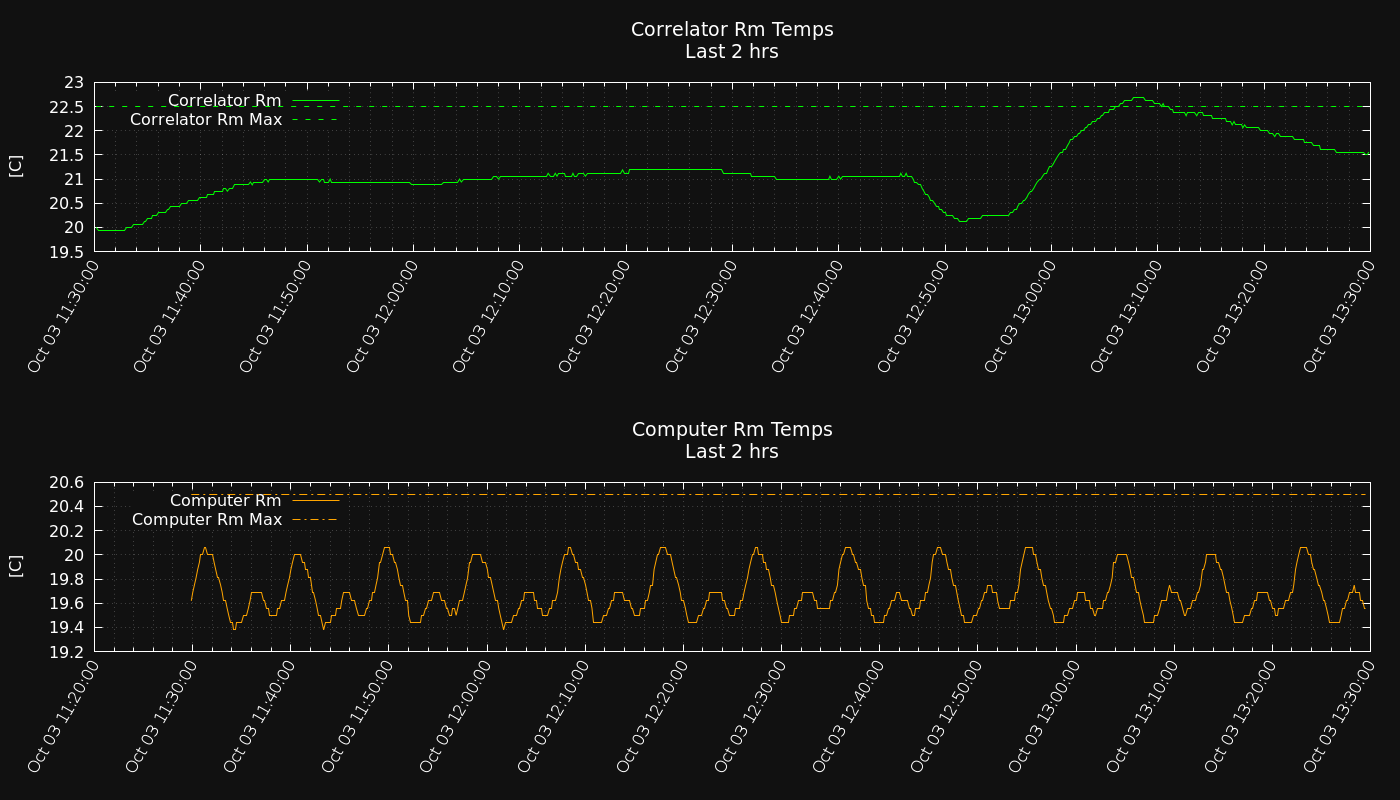 Correlator Rm Temps
Last 2 hrs
[C]
23
22.5
22
21.5
21
20.5
20
19.5
Correlator Rm
Correlator Rm Max
Oct 03 11:30:00
Oct 03 11:40:00
Oct 03 11:50:00
Oct 03 12:00:00
Oct 03 12:10:00
Oct 03 12:20:00
Oct 03 12:30:00
Oct 03 12:40:00
Oct 03 12:50:00
Oct 03 13:00:00
Oct 03 13:10:00
Oct 03 13:20:00
Oct 03 13:30:00
Computer Rm Temps
Last 2 hrs
[C]
20.6
20.4
20.2
20
19.8
19.6
19.4
19.2
Computer Rm
Computer Rm Max
Oct 03 11:20:00
Oct 03 11:30:00
Oct 03 11:40:00
Oct 03 11:50:00
Oct 03 12:00:00
Oct 03 12:10:00
Oct 03 12:20:00
Oct 03 12:30:00
Oct 03 12:40:00
Oct 03 12:50:00
Oct 03 13:00:00
Oct 03 13:10:00
Oct 03 13:20:00
Oct 03 13:30:00